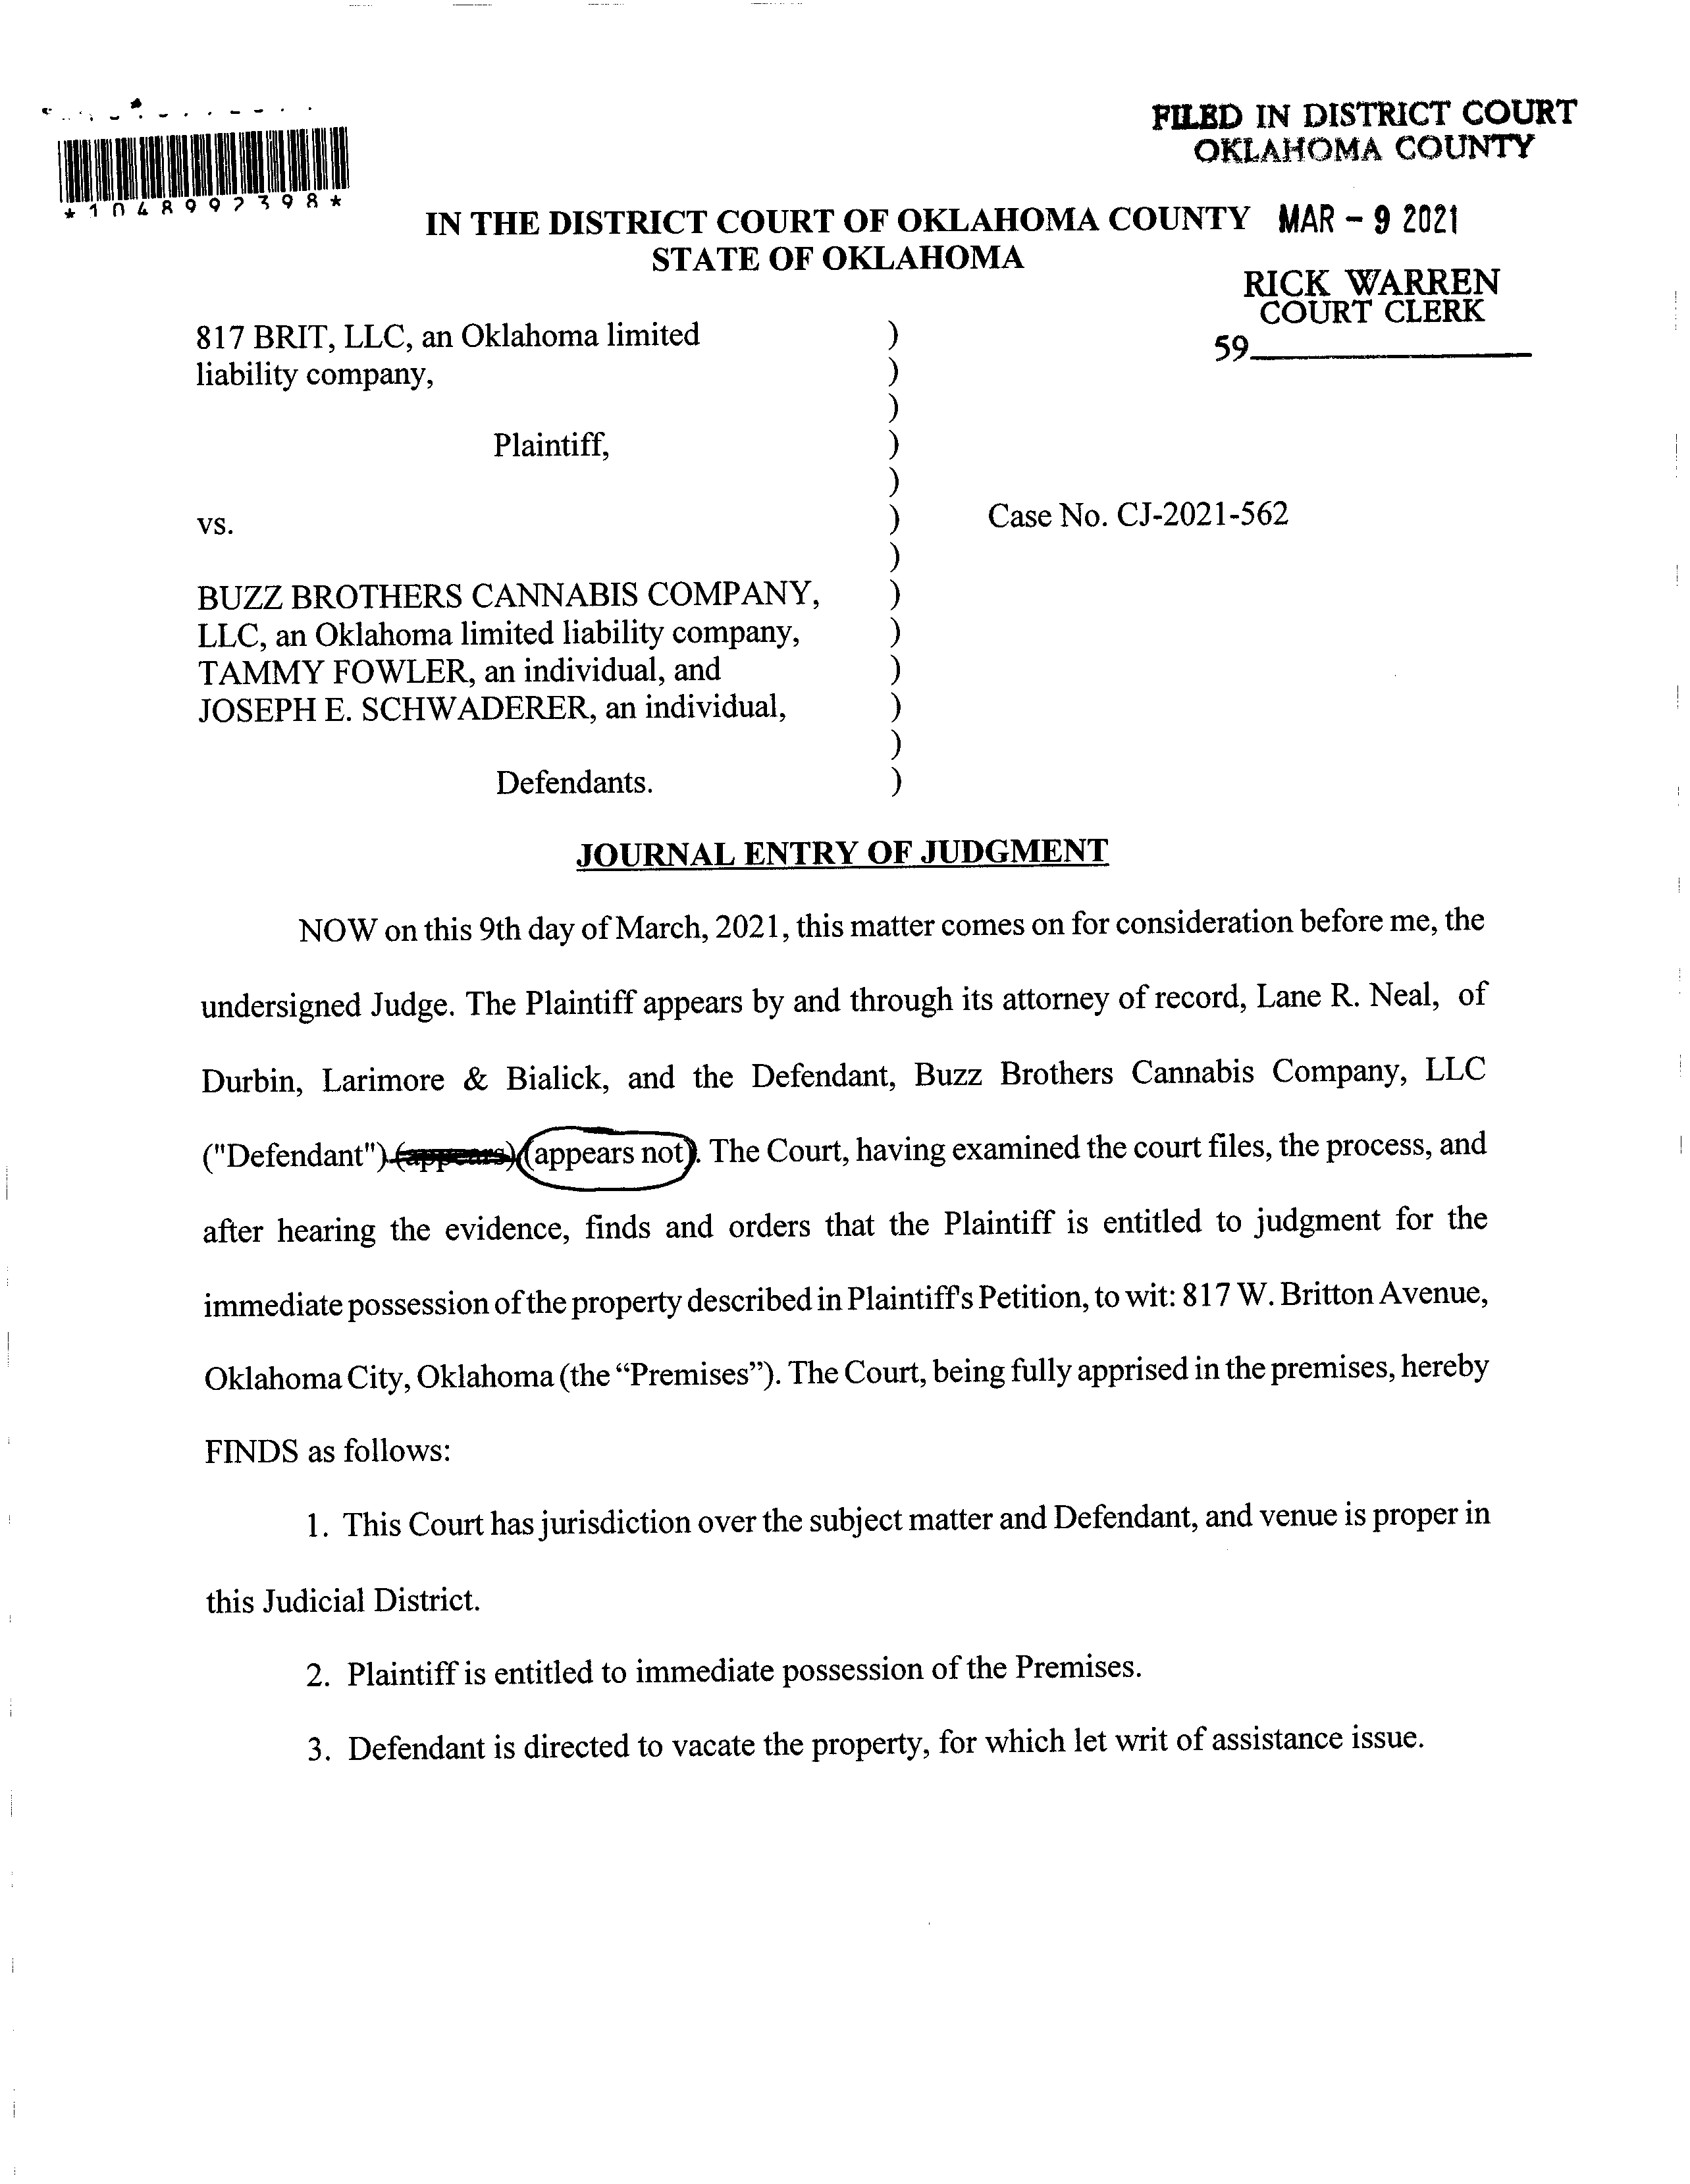 FILED IN DISTRICT COURT
OKLAHOMA COUNTY
*1048992398*
IN THE DISTRICT COURT OF OKLAHOMA COUNTY MAR - 9 2021
STATE OF OKLAHOMA
RICK WARREN
COURT CLERK
59
817 BRIT, LLC, an Oklahoma limited )
liability company, )
)
Plaintiff, )
)
vs. ) Case No. CJ-2021-562
)
BUZZ BROTHERS CANNABIS COMPANY, )
LLC, an Oklahoma limited liability company, )
TAMMY FOWLER, an individual, and )
JOSEPH E. SCHWADERER, an individual, )
)
Defendants. )
JOURNAL ENTRY OF JUDGMENT
NOW on this 9th day of March, 2021, this matter comes on for consideration before me, the
undersigned Judge. The Plaintiff appears by and through its attorney of record, Lane R. Neal, of
Durbin, Larimore & Bialick, and the Defendant, Buzz Brothers Cannabis Company, LLC
("Defendant") (appears) (appears not). The Court, having examined the court files, the process, and
after hearing the evidence, finds and orders that the Plaintiff is entitled to judgment for the
immediate possession of the property described in Plaintiff's Petition, to wit: 817 W. Britton Avenue,
Oklahoma City, Oklahoma (the “Premises”). The Court, being fully apprised in the premises, hereby
FINDS as follows:
1. This Court has jurisdiction over the subject matter and Defendant, and venue is proper in
this Judicial District.
2. Plaintiff is entitled to immediate possession of the Premises.
3. Defendant is directed to vacate the property, for which let writ of assistance issue.